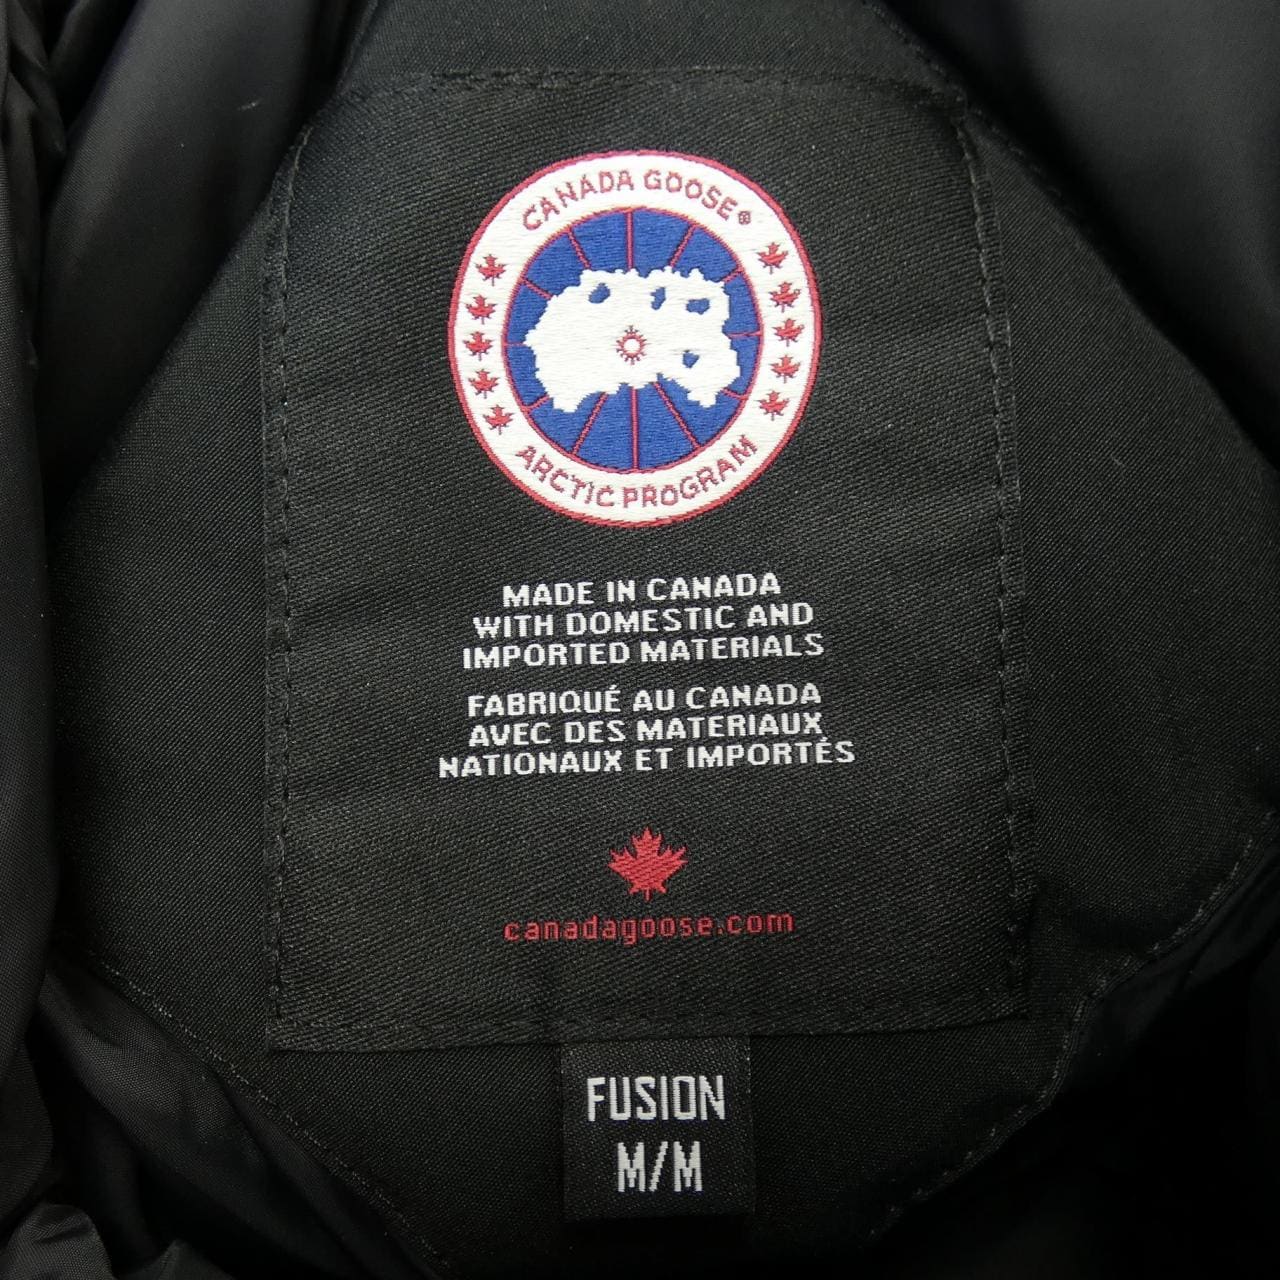 CANADA GOOSE®
ARCTIC PROGRAM
MADE IN CANADA
WITH DOMESTIC AND
IMPORTED MATERIALS
FABRIQUÉ AU CANADA
AVEC DES MATERIAUX
NATIONAUX ET IMPORTÉS
canadagoose.com
FUSION
M/M